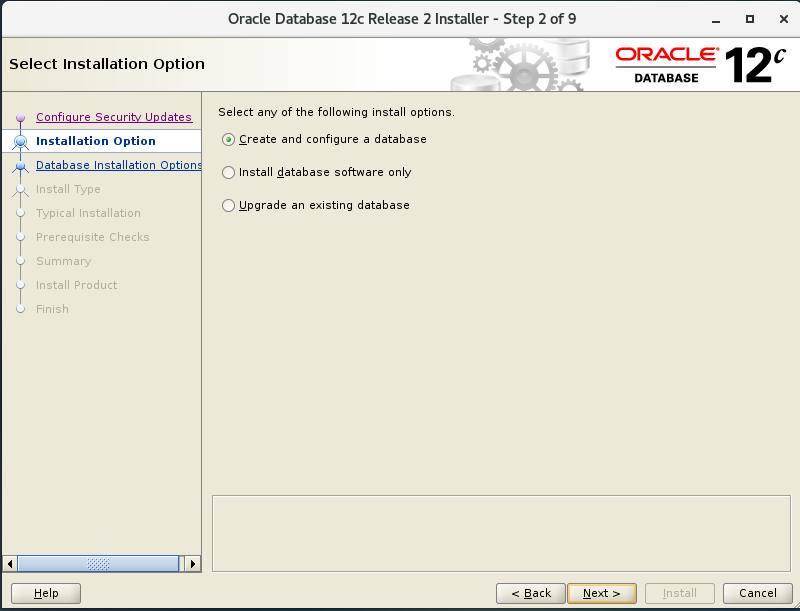 Oracle Database 12c Release 2 Installer - Step 2 of 9
Select Installation Option
ORACLE®
DATABASE
12c
Configure Security Updates
Installation Option
Database Installation Options
Install Type
Typical Installation
Prerequisite Checks
Summary
Install Product
Finish
Select any of the following install options.
Create and configure a database
Install database software only
Upgrade an existing database
Help
< Back
Next >
Install
Cancel